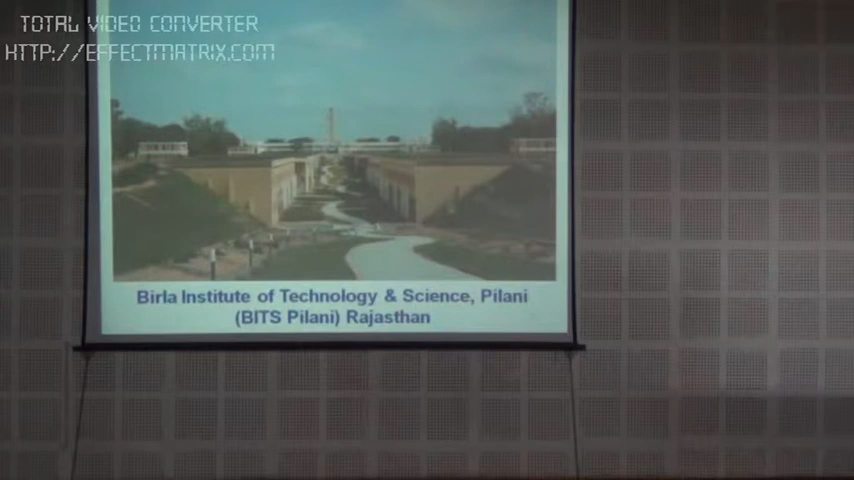 TOTAL VIDEO CONVERTER
HTTP://EFFECTMATRIX.COM
Birla Institute of Technology & Science, Pilani
(BITS Pilani) Rajasthan